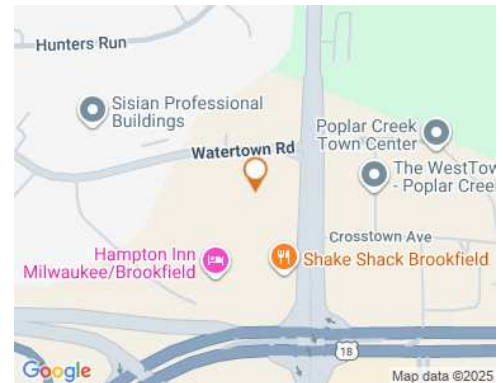 Hunters Run
Sisian Professional
Buildings
Watertown Rd
Poplar Creek
Town Center
The WestTow
- Poplar Creek
Crosstown Ave
Hampton Inn
Milwaukee/Brookfield
Shake Shack Brookfield
18
Google
Map data ©2025